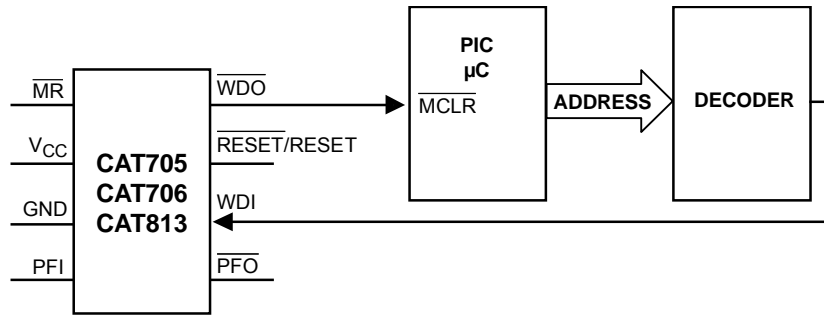 MR
VCC
GND
PFI
CAT705
CAT706
CAT813
WDO
RESET/RESET
WDI
PFO
PIC
µC
MCLR
ADDRESS
DECODER